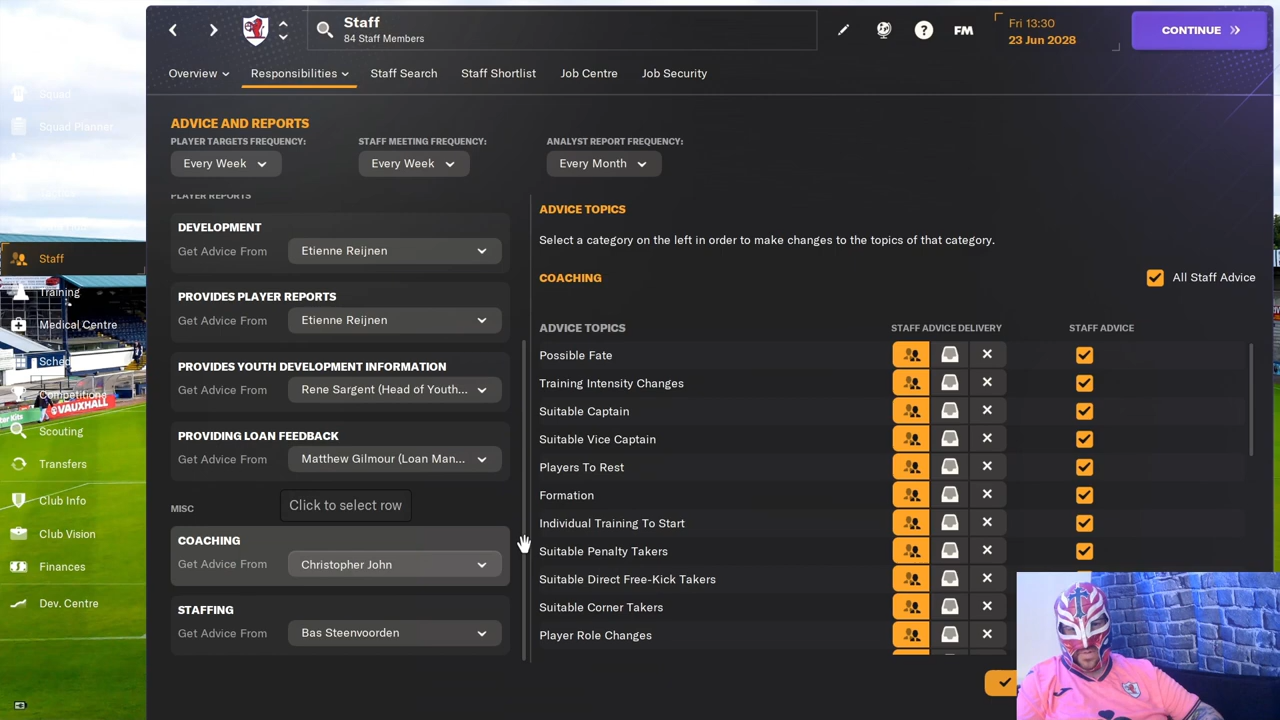 Staff
84 Staff Members
FM
Fri 13:30
23 Jun 2028
CONTINUE
Overview
Responsibilities
Staff Search
Staff Shortlist
Job Centre
Job Security
Squad
Squad Planner
Staff
Training
Medical Centre
Sched
Competitions
VAUXHALL
Scouting
Transfers
Club Info
Club Vision
Finances
Dev. Centre
ADVICE AND REPORTS
PLAYER TARGETS FREQUENCY:
Every Week
STAFF MEETING FREQUENCY:
Every Week
ANALYST REPORT FREQUENCY:
Every Month
PLAYER REPORTS
DEVELOPMENT
Get Advice From
Etienne Reijnen
PROVIDES PLAYER REPORTS
Get Advice From
Etienne Reijnen
PROVIDES YOUTH DEVELOPMENT INFORMATION
Get Advice From
Rene Sargent (Head of Youth...
PROVIDING LOAN FEEDBACK
Get Advice From
Matthew Gilmour (Loan Man...
MISC
Click to select row
COACHING
Get Advice From
Christopher John
STAFFING
Get Advice From
Bas Steenvoorden
ADVICE TOPICS
Select a category on the left in order to make changes to the topics of that category.
COACHING
All Staff Advice
ADVICE TOPICS
STAFF ADVICE DELIVERY
STAFF ADVICE
Possible Fate
Training Intensity Changes
Suitable Captain
Suitable Vice Captain
Players To Rest
Formation
Individual Training To Start
Suitable Penalty Takers
Suitable Direct Free-Kick Takers
Suitable Corner Takers
Player Role Changes